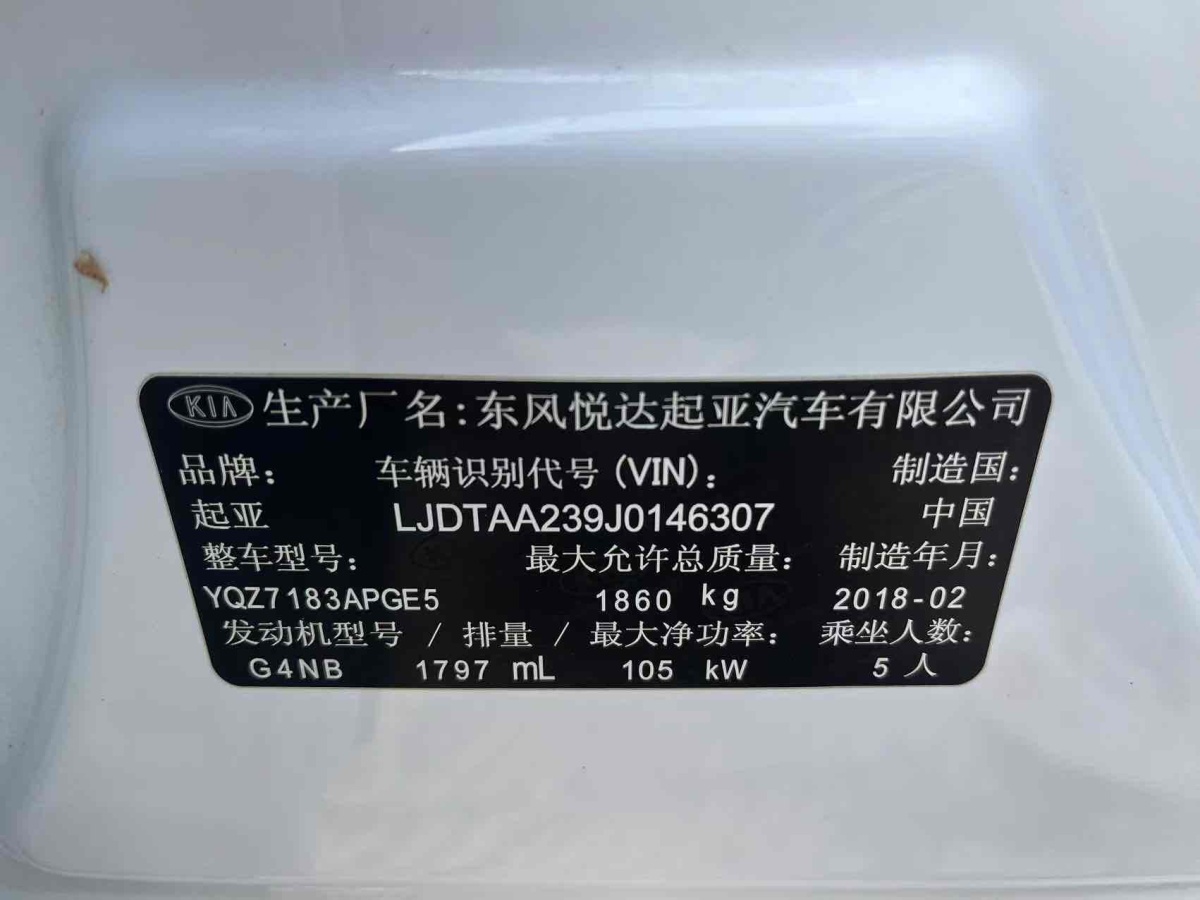 KIA 生产厂名:东风悦达起亚汽车有限公司
品牌: 车辆识别代号(VIN): 制造国:
起亚 LJDTAA239J0146307 中国
整车型号: 最大允许总质量: 制造年月:
YQZ7183APGE5 1860 kg 2018-02
发动机型号 / 排量 / 最大净功率: 乘坐人数:
G4NB 1797 mL 105 kW 5 人